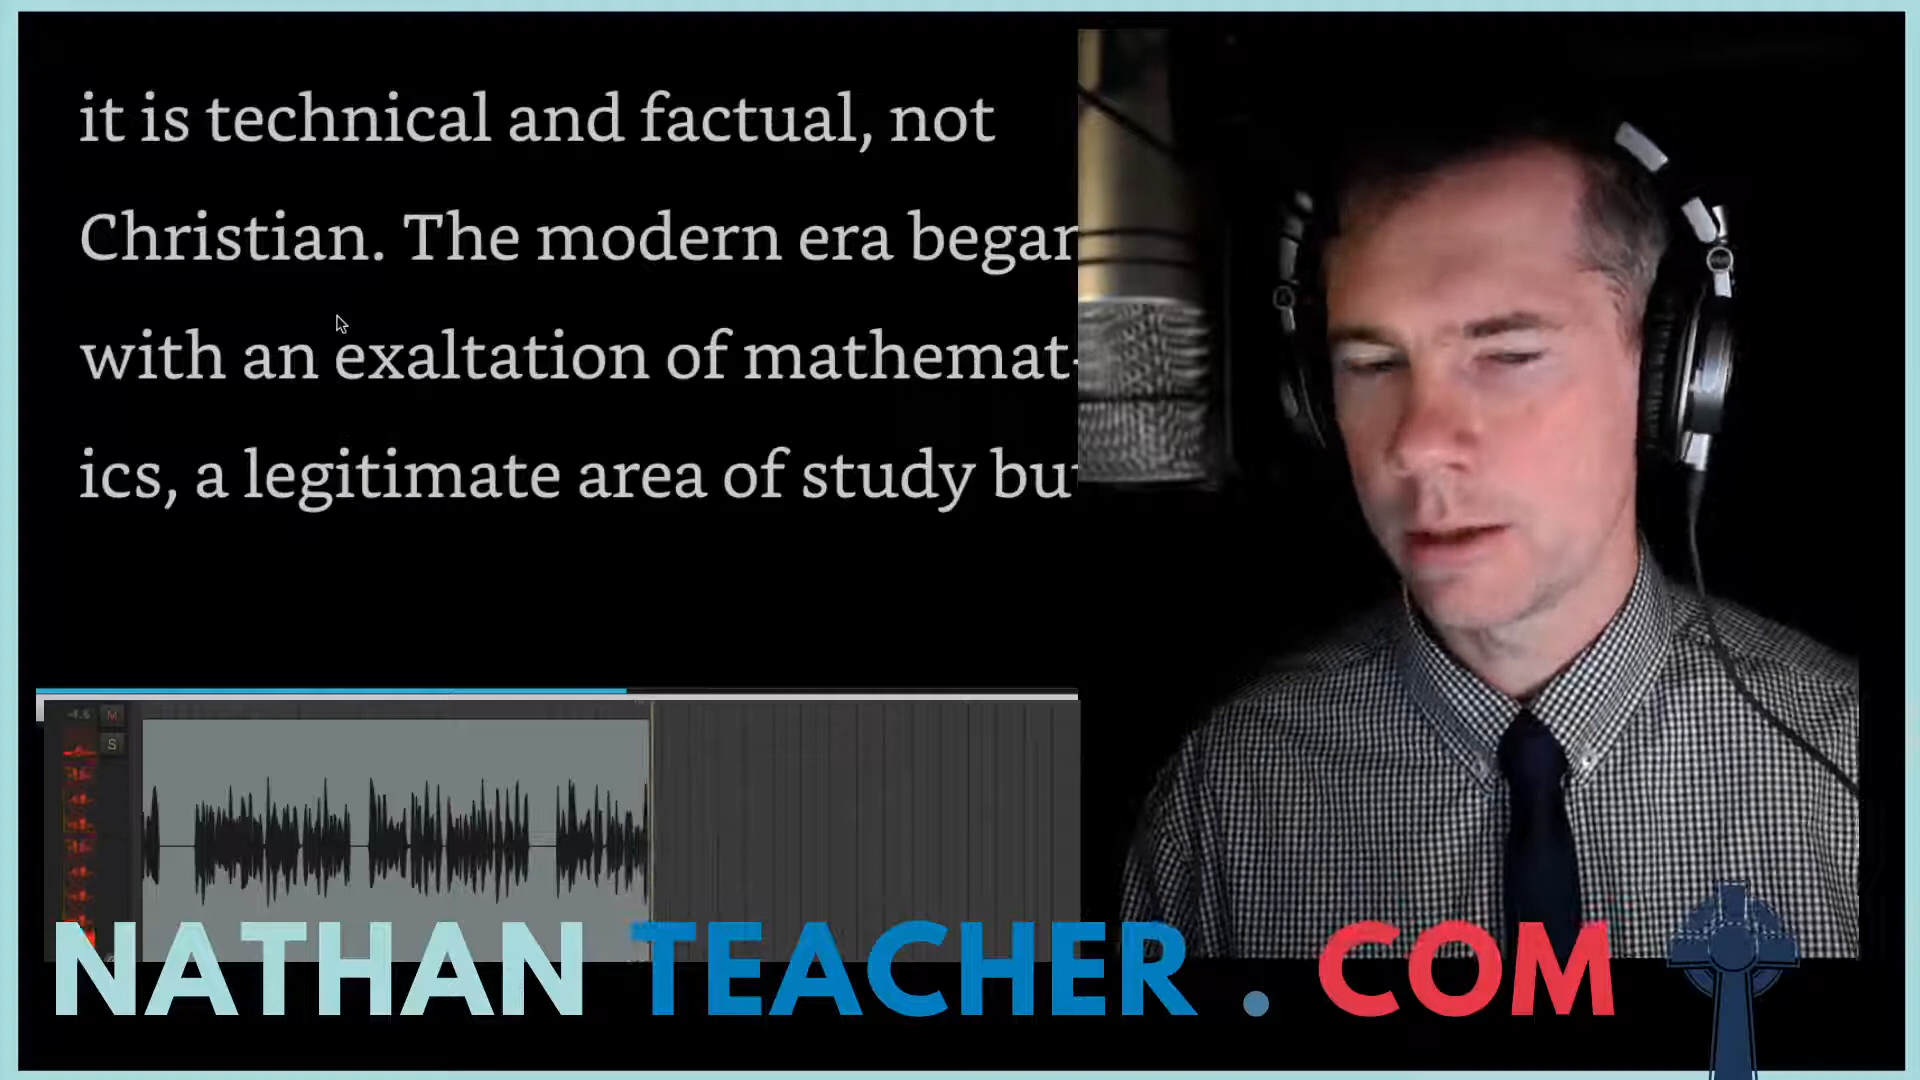 it is technical and factual, not
Christian. The modern era began
with an exaltation of mathemat-
ics, a legitimate area of study bu
M
S
NATHAN TEACHER . COM